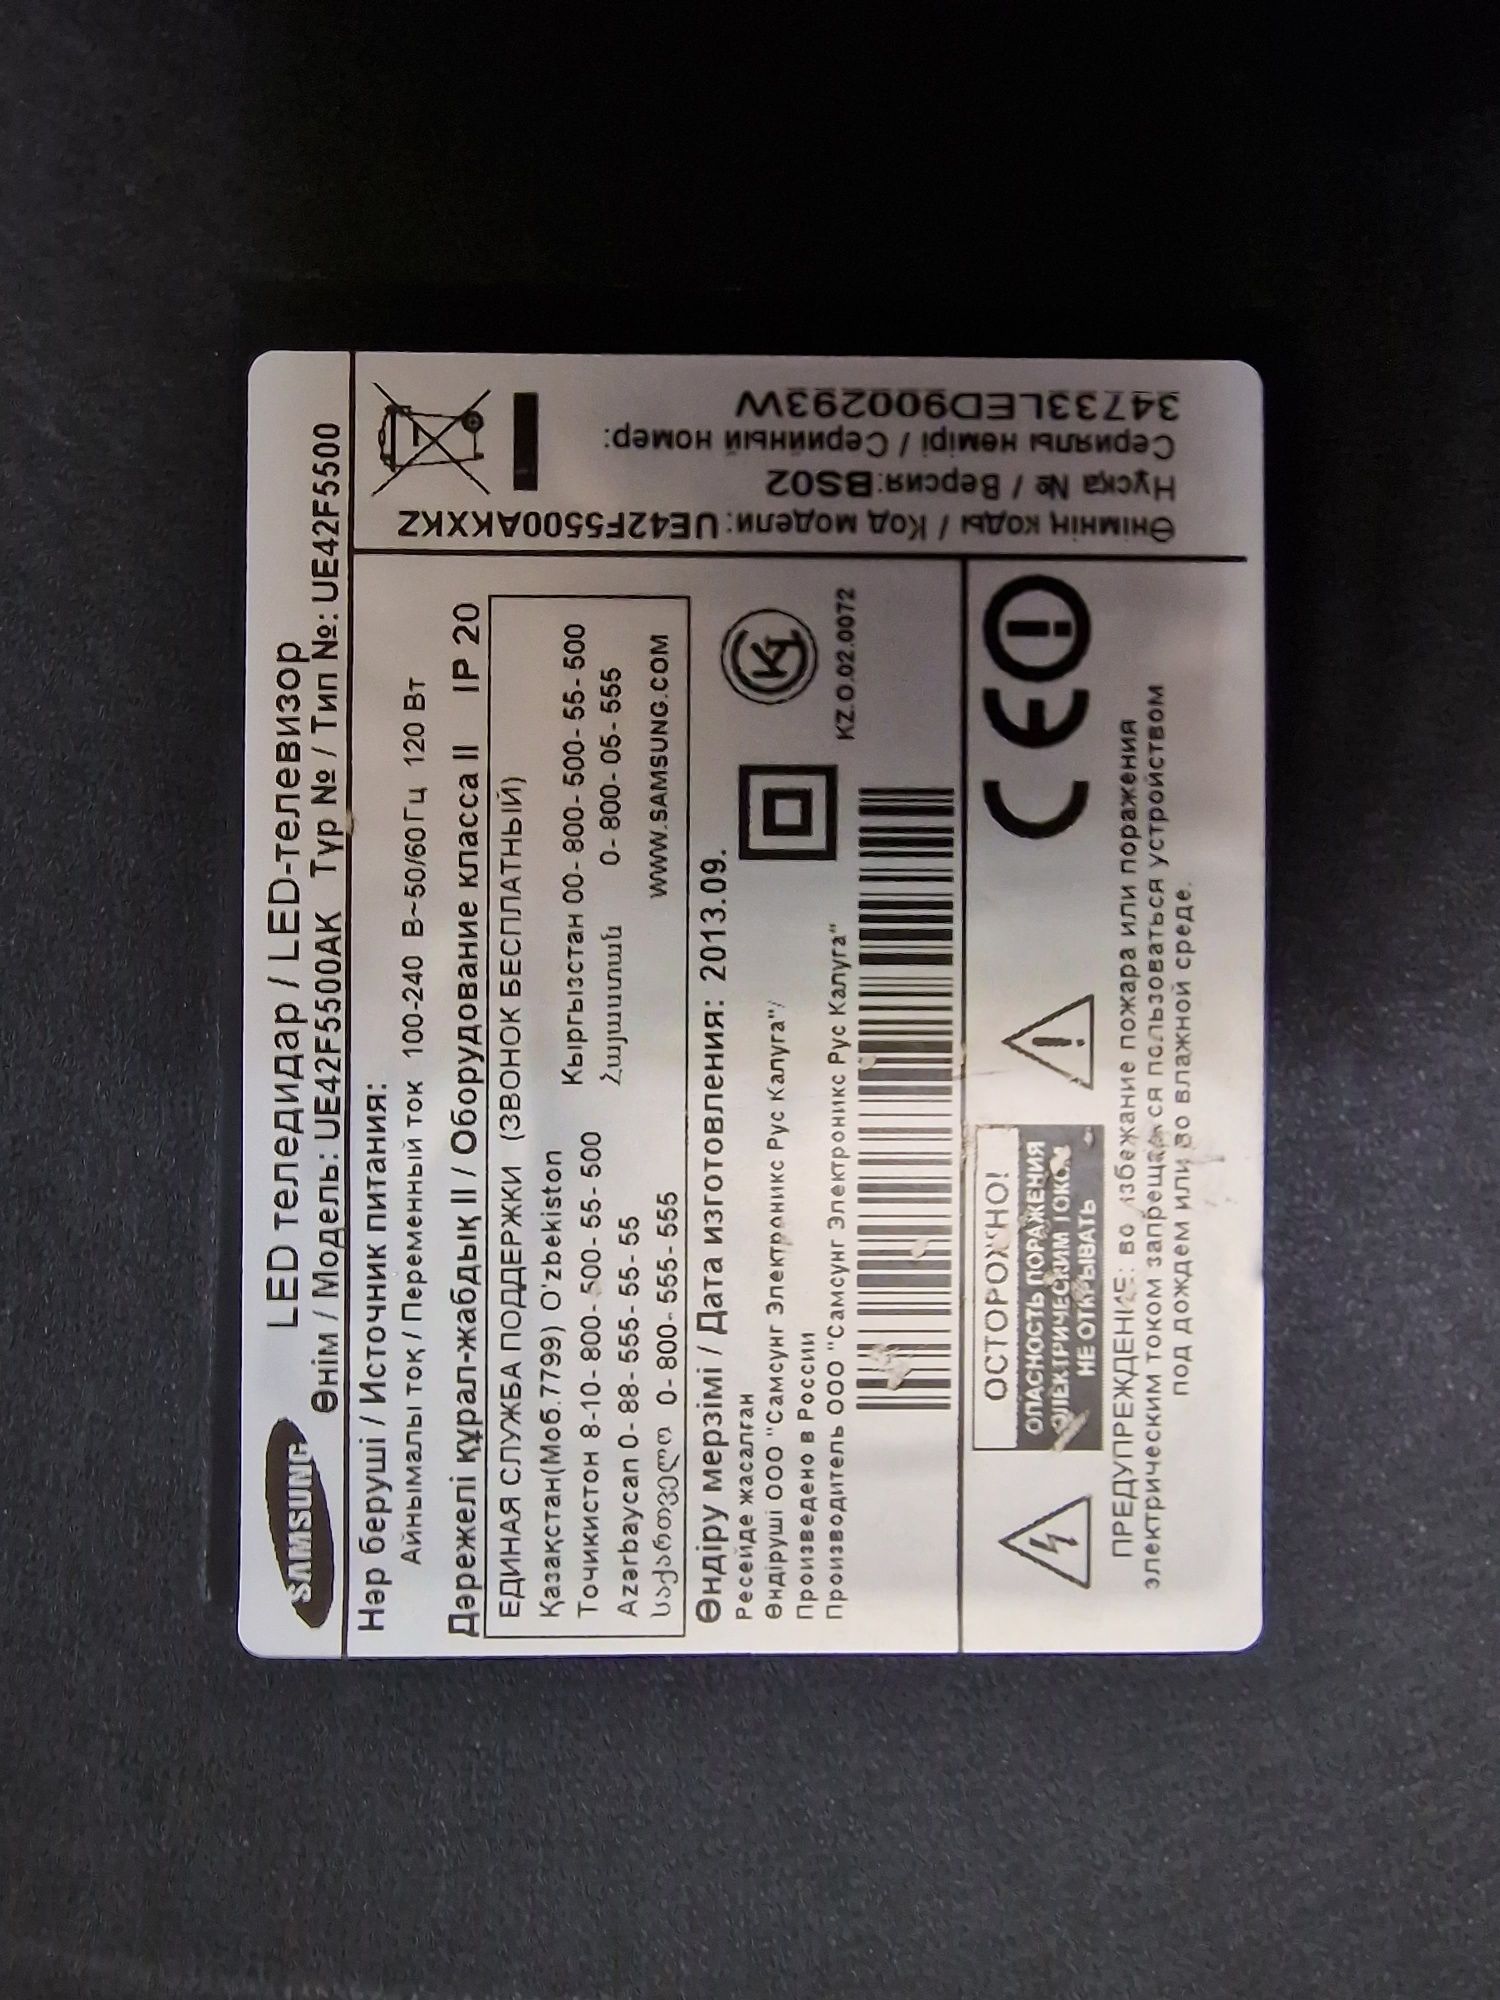 SAMSUNG
LED теледидар / LED-телевизор
Өнім / Модель: UE42F5500AK Түр № / Тип №: UE42F5500
Нәр беруші / Источник питания:
Айнымалы ток / Переменный ток 100-240 В~50/60Гц 120 Вт
Дәрежелі құрал-жабдық II / Оборудование класса II IP 20
ЕДИНАЯ СЛУЖБА ПОДДЕРЖКИ (ЗВОНОК БЕСПЛАТНЫЙ)
Қазақстан(Моб.7799) O'zbekiston
Кыргызстан 00-800-500-55-500
Точикистон 8-10-800-500-55-500
Հայաստան 0-800-05-555
Azərbaycan 0-88-555-55-55
საქართველო 0-800-555-555
WWW.SAMSUNG.COM
Өндіру мерзімі / Дата изготовления: 2013.09.
Ресейде жасалған
Өндіруші ООО "Самсунг Электроникс Рус Калуга"/
Произведено в России
Производитель ООО "Самсунг Электроникс Рус Калуга"
KZ.O.02.0072
ОСТОРОЖНО!
ОПАСНОСТЬ ПОРАЖЕНИЯ
ЭЛЕКТРИЧЕСКИМ ТОКОМ
НЕ ОТКРЫВАТЬ
CE
ПРЕДУПРЕЖДЕНИЕ: во избежание пожара или поражения
электрическим током запрещается пользоваться устройством
под дождем или во влажной среде.
Өнімнің коды / Код модели: UE42F5500AKXKZ
Нұсқа № / Версия:BS02
Сериялы нөмірі / Серийный номер:
34733LED900293W